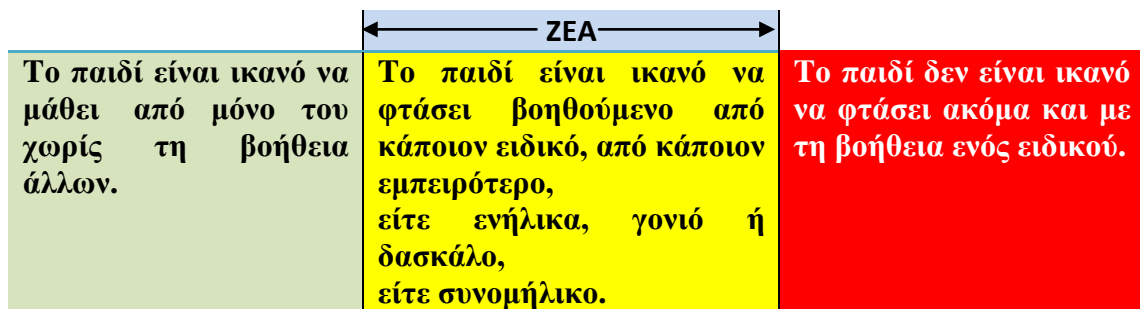 ΖΕΑ
Το παιδί είναι ικανό να
μάθει από μόνο του
χωρίς τη βοήθεια
άλλων.
Το παιδί είναι ικανό να
φτάσει βοηθούμενο από
κάποιον ειδικό, από κάποιον
εμπειρότερο,
είτε ενήλικα, γονιό ή
δασκάλο,
είτε συνομήλικο.
Το παιδί δεν είναι ικανό
να φτάσει ακόμα και με
τη βοήθεια ενός ειδικού.